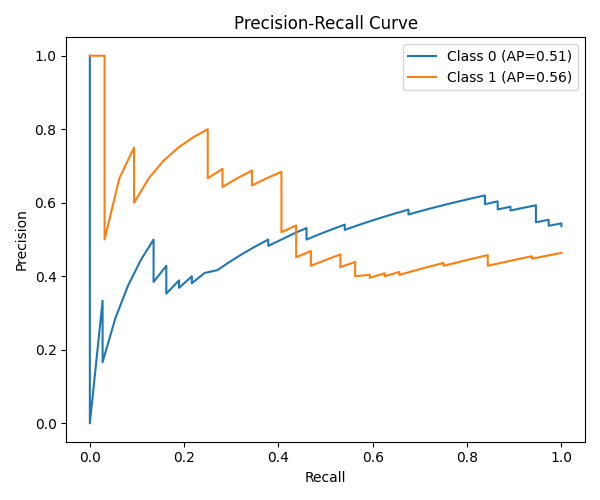 Precision-Recall Curve
Class 0 (AP=0.51)
Class 1 (AP=0.56)
Precision
1.0
0.8
0.6
0.4
0.2
0.0
0.0 0.2 0.4 0.6 0.8 1.0
Recall